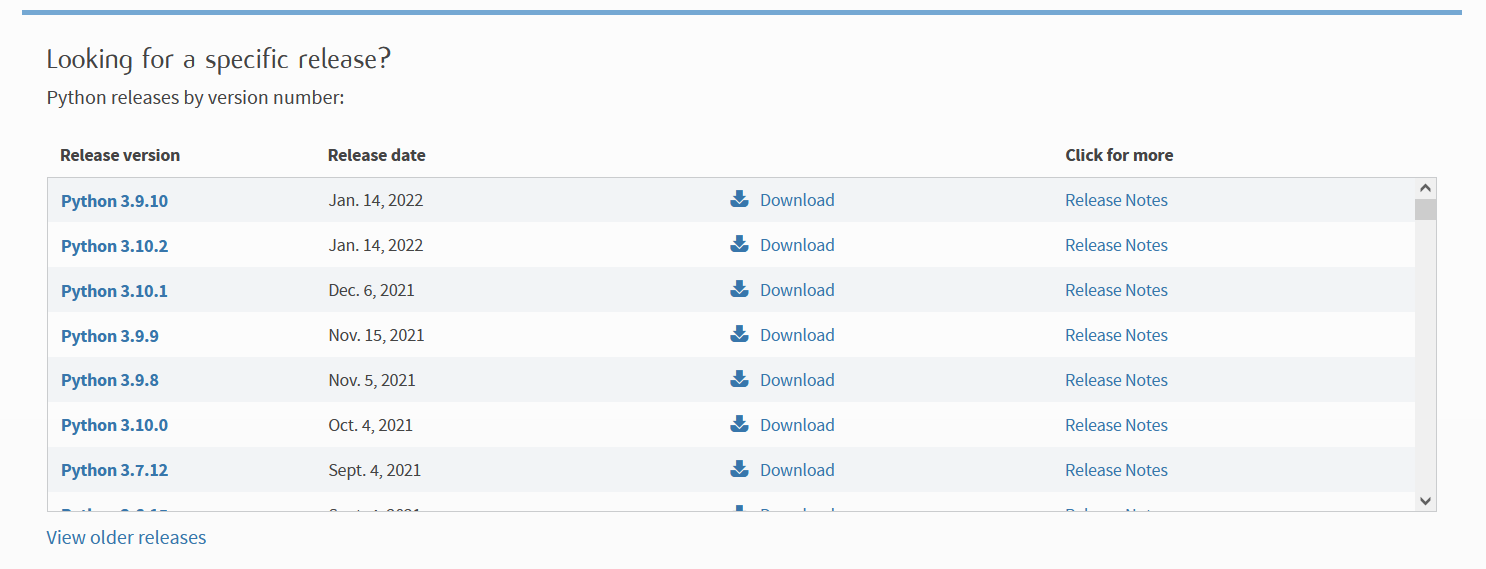 Looking for a specific release?
Python releases by version number:
Release version Release date Click for more
Python 3.9.10 Jan. 14, 2022 Download Release Notes
Python 3.10.2 Jan. 14, 2022 Download Release Notes
Python 3.10.1 Dec. 6, 2021 Download Release Notes
Python 3.9.9 Nov. 15, 2021 Download Release Notes
Python 3.9.8 Nov. 5, 2021 Download Release Notes
Python 3.10.0 Oct. 4, 2021 Download Release Notes
Python 3.7.12 Sept. 4, 2021 Download Release Notes
View older releases